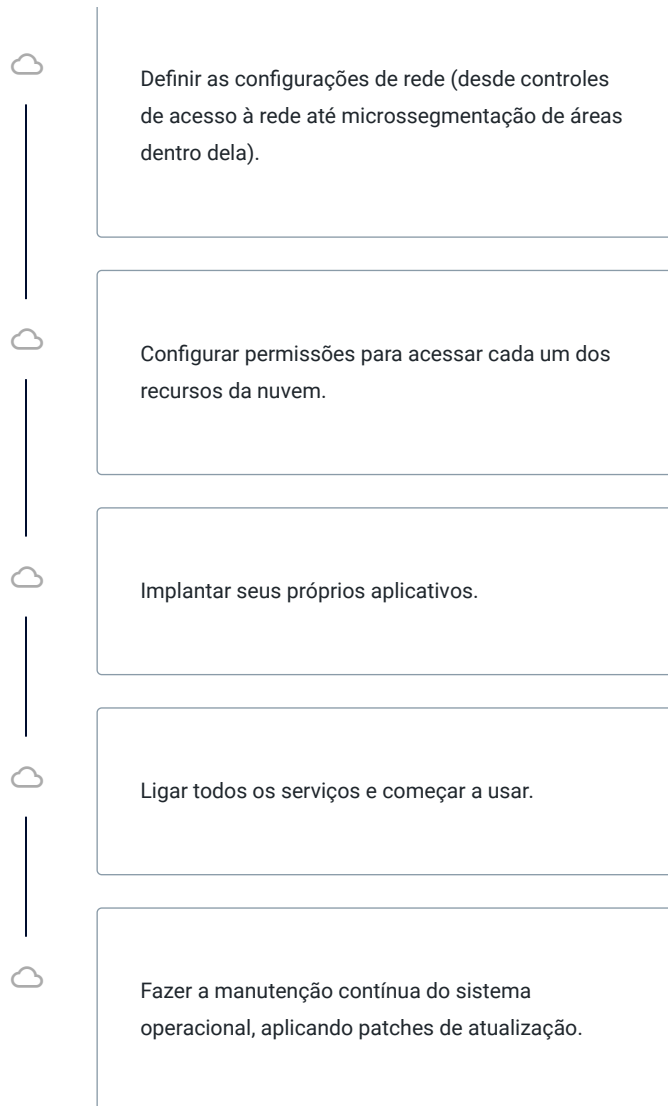 Definir as configurações de rede (desde controles
de acesso à rede até microssegmentação de áreas
dentro dela).
Configurar permissões para acessar cada um dos
recursos da nuvem.
Implantar seus próprios aplicativos.
Ligar todos os serviços e começar a usar.
Fazer a manutenção contínua do sistema
operacional, aplicando patches de atualização.